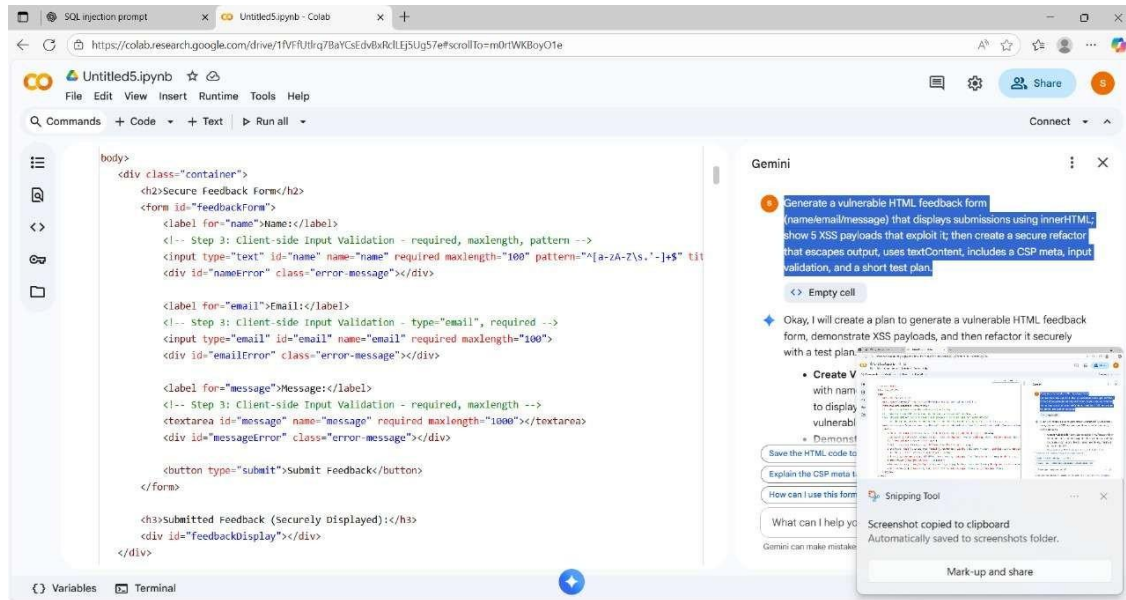 SQL injection prompt
Untitled5.ipynb - Colab
Untitled5.ipynb
File Edit View Insert Runtime Tools Help
Share
S
Commands + Code + Text Run all
Connect
body>
<div class="container">
<h2>Secure Feedback Form</h2>
<form id="feedbackForm">
<label for="name">Name:</label>
<!-- Step 3: Client-side Input Validation - required, maxlength, pattern -->
<input type="text" id="name" name="name" required maxlength="100" pattern="^[a-zA-Z\s.'-]+$" tit
<div id="nameError" class="error-message"></div>
<label for="email">Email:</label>
<!-- Step 3: Client-side Input Validation - type="email", required -->
<input type="email" id="email" name="email" required maxlength="100">
<div id="emailError" class="error-message"></div>
<label for="message">Message:</label>
<!-- Step 3: Client-side Input Validation - required, maxlength -->
<textarea id="message" name="message" required maxlength="1000"></textarea>
<div id="messageError" class="error-message"></div>
<button type="submit">Submit Feedback</button>
</form>
<h3>Submitted Feedback (Securely Displayed):</h3>
<div id="feedbackDisplay"></div>
</div>
Gemini
S
Generate a vulnerable HTML feedback form
(name/email/message) that displays submissions using innerHTML;
show 5 XSS payloads that exploit it; then create a secure refactor
that escapes output, uses textContent, includes a CSP meta, input
validation, and a short test plan.
<> Empty cell
Okay, I will create a plan to generate a vulnerable HTML feedback
form, demonstrate XSS payloads, and then refactor it securely
with a test plan.
• Create V
with nam
to display
vulnerabl
• Demonst
Save the HTML code to
Explain the CSP meta t
How can I use this form
What can I help yo
Gemini can make mistake
Snipping Tool
Screenshot copied to clipboard
Automatically saved to screenshots folder.
Mark-up and share
{} Variables Terminal